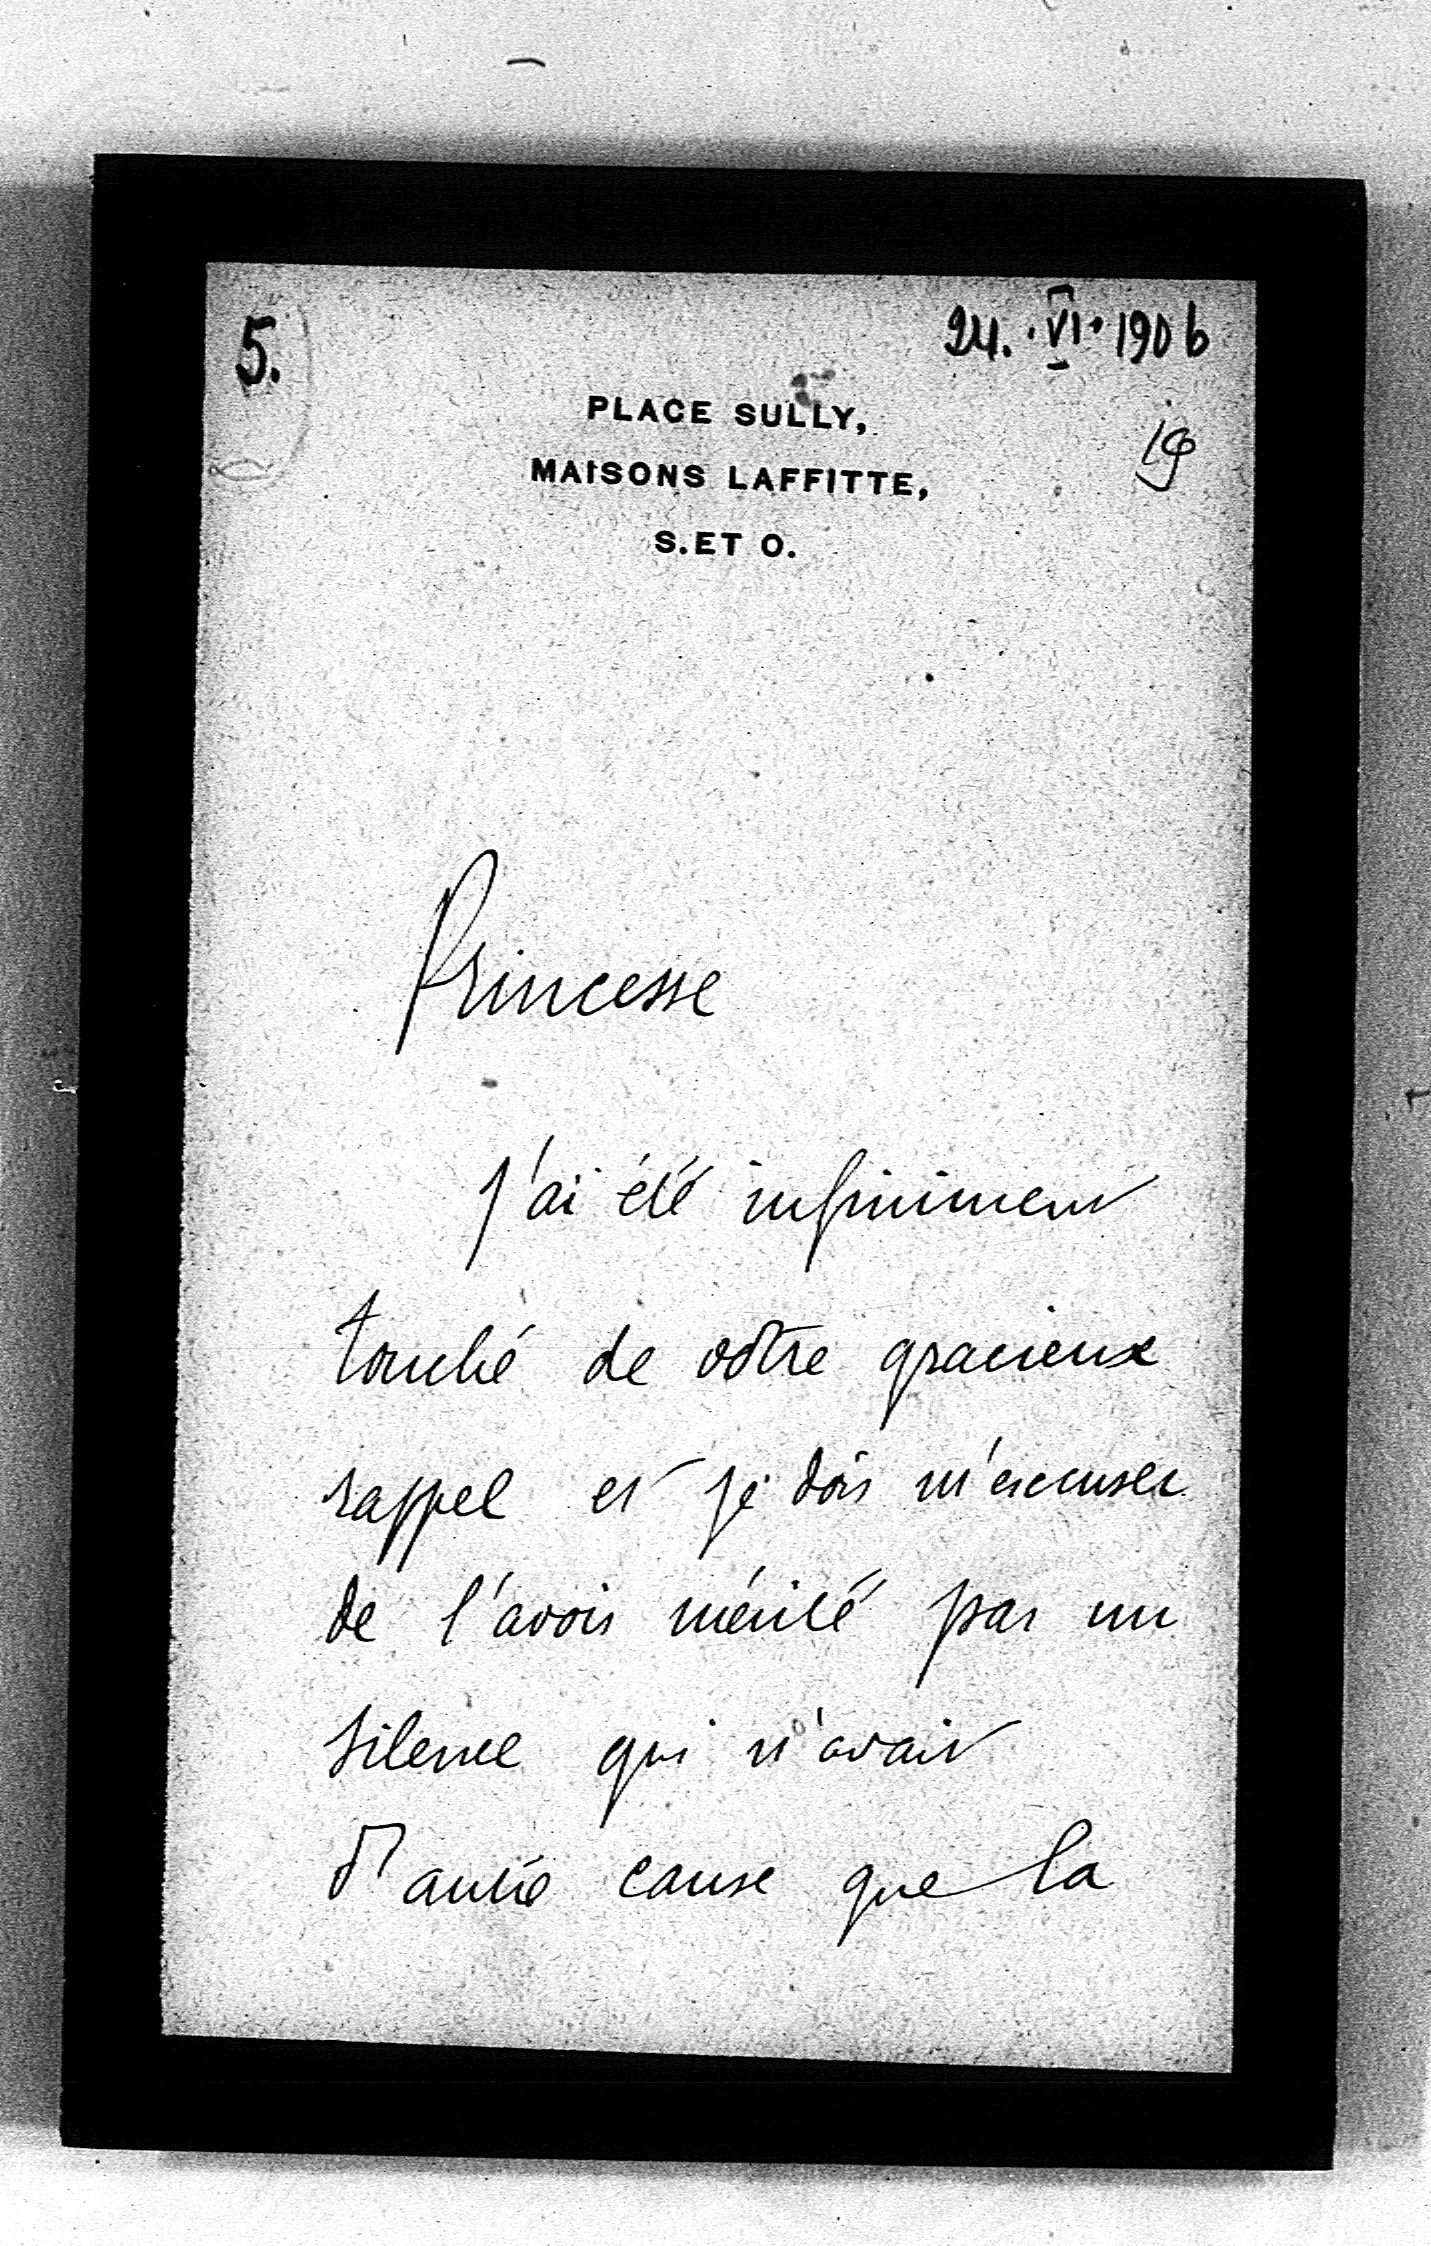 5.
24. VI. 1906
PLACE SULLY,
19
MAISONS LAFFITTE,
S. ET O.
Princesse
J'ai été infiniment
touché de votre gracieux
rappel et je dois m'excuser
de l'avoir mérité par un
silence qui n'avait
d'autre cause que la